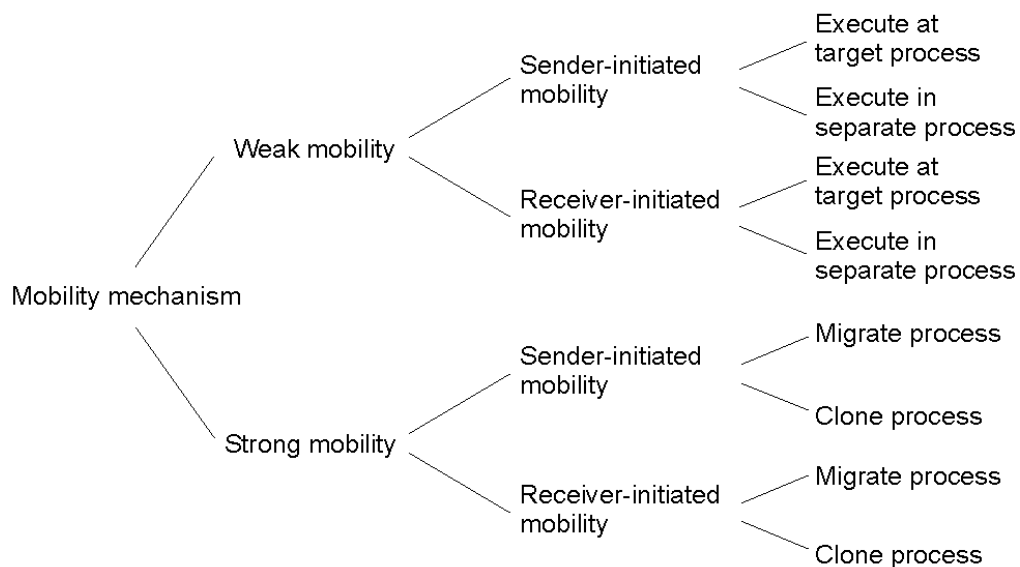 Execute at
target process
Sender-initiated
mobility
Execute in
separate process
Weak mobility
Execute at
target process
Receiver-initiated
mobility
Execute in
separate process
Mobility mechanism
Migrate process
Sender-initiated
mobility
Clone process
Strong mobility
Migrate process
Receiver-initiated
mobility
Clone process